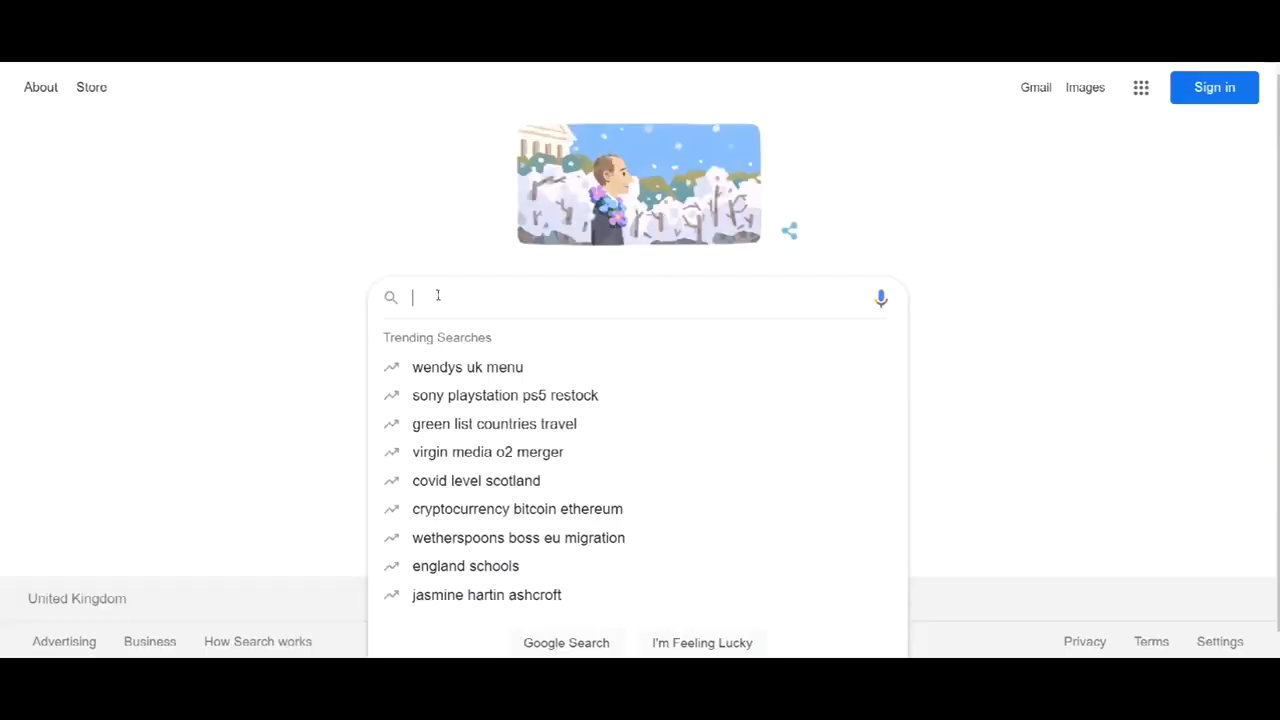 About Store
Gmail Images Sign in
Trending Searches
wendys uk menu
sony playstation ps5 restock
green list countries travel
virgin media o2 merger
covid level scotland
cryptocurrency bitcoin ethereum
wetherspoons boss eu migration
england schools
jasmine hartin ashcroft
Google Search I'm Feeling Lucky
United Kingdom
Advertising Business How Search works
Privacy Terms Settings